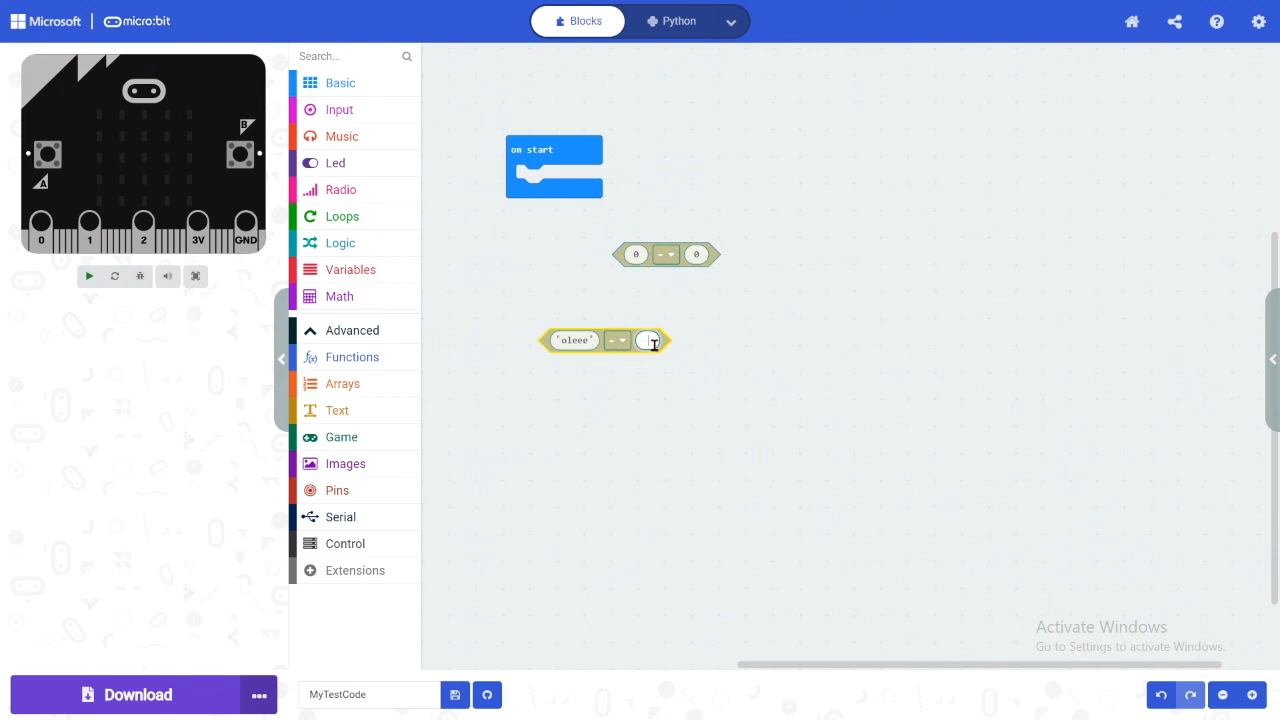 Microsoft | micro:bit
Blocks
Python
B
A
0 1 2 3V GND
Search...
Basic
Input
Music
Led
Radio
Loops
Logic
Variables
Math
Advanced
Functions
Arrays
Text
Game
Images
Pins
Serial
Control
Extensions
on start
0 = 0
"oleee" =
Activate Windows
Go to Settings to activate Windows.
Download
MyTestCode